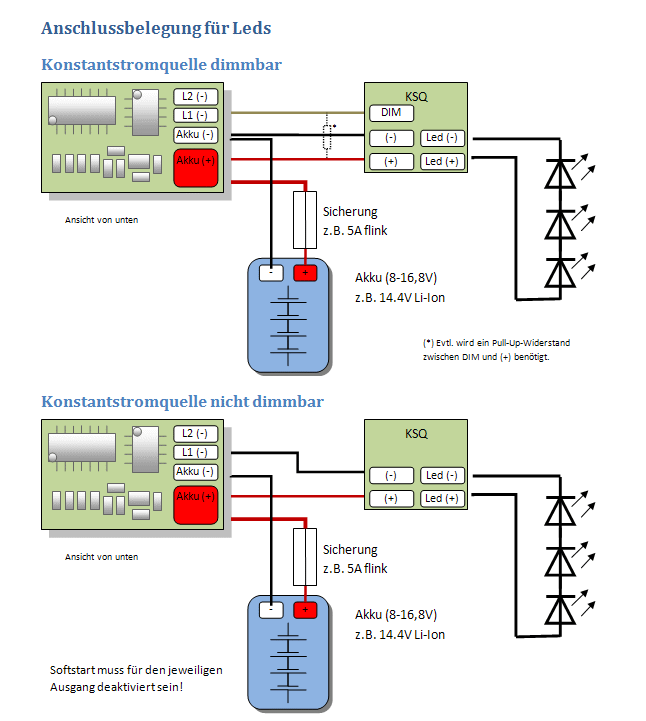 Anschlussbelegung für Leds
Konstantstromquelle dimmbar
L2 (-)
L1 (-)
Akku (-)
Akku (+)
KSQ
DIM
*
(-)
Led (-)
(+)
Led (+)
Ansicht von unten
Sicherung
z.B. 5A flink
-
+
Akku (8-16,8V)
z.B. 14.4V Li-Ion
(*) Evtl. wird ein Pull-Up-Widerstand
zwischen DIM und (+) benötigt.
Konstantstromquelle nicht dimmbar
L2 (-)
L1 (-)
Akku (-)
Akku (+)
KSQ
(-)
Led (-)
(+)
Led (+)
Ansicht von unten
Sicherung
z.B. 5A flink
-
+
Akku (8-16,8V)
z.B. 14.4V Li-Ion
Softstart muss für den jeweiligen
Ausgang deaktiviert sein!